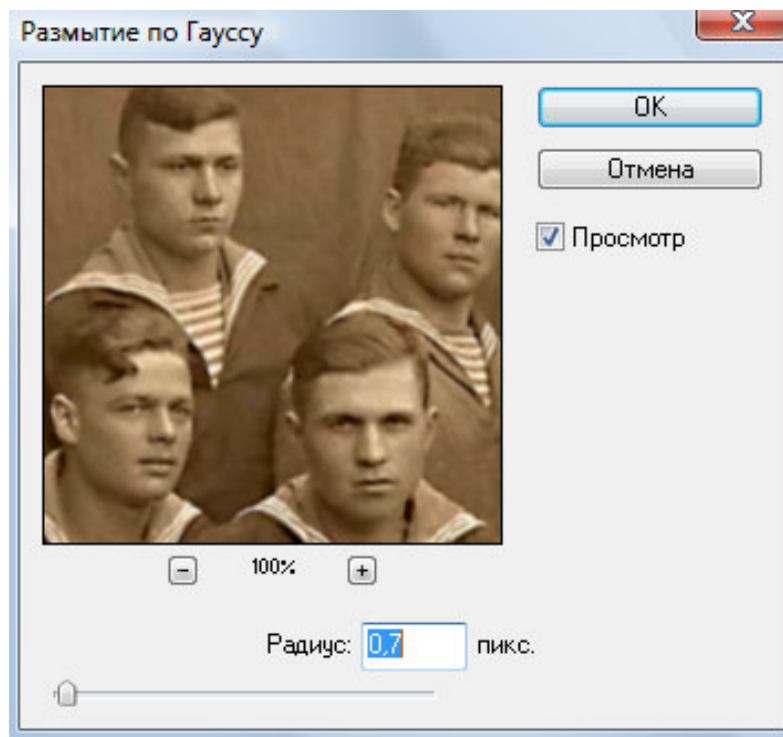 Размытие по Гауссу
OK
Отмена
Просмотр
100%
Радиус: 0,7 пикс.